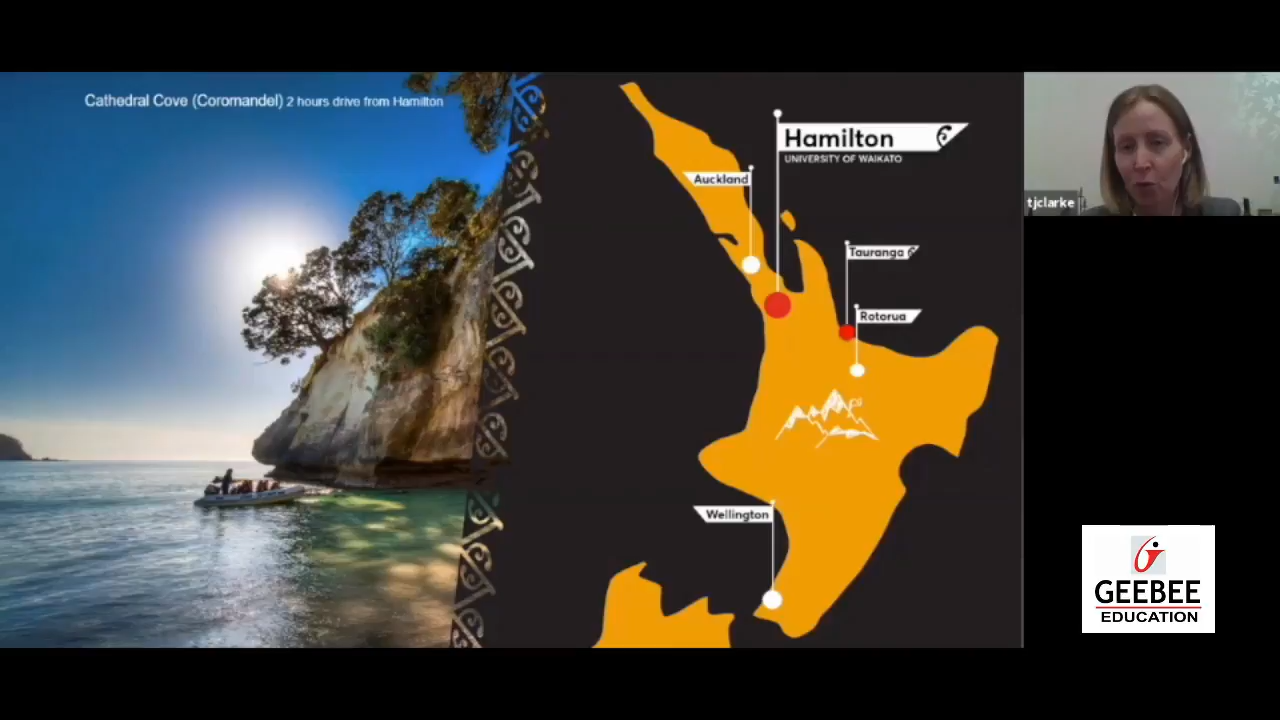 Cathedral Cove (Coromandel) 2 hours drive from Hamilton
Hamilton
UNIVERSITY OF WAIKATO
Auckland
Tauranga
Rotorua
Wellington
tjclarke
GEEBEE
EDUCATION